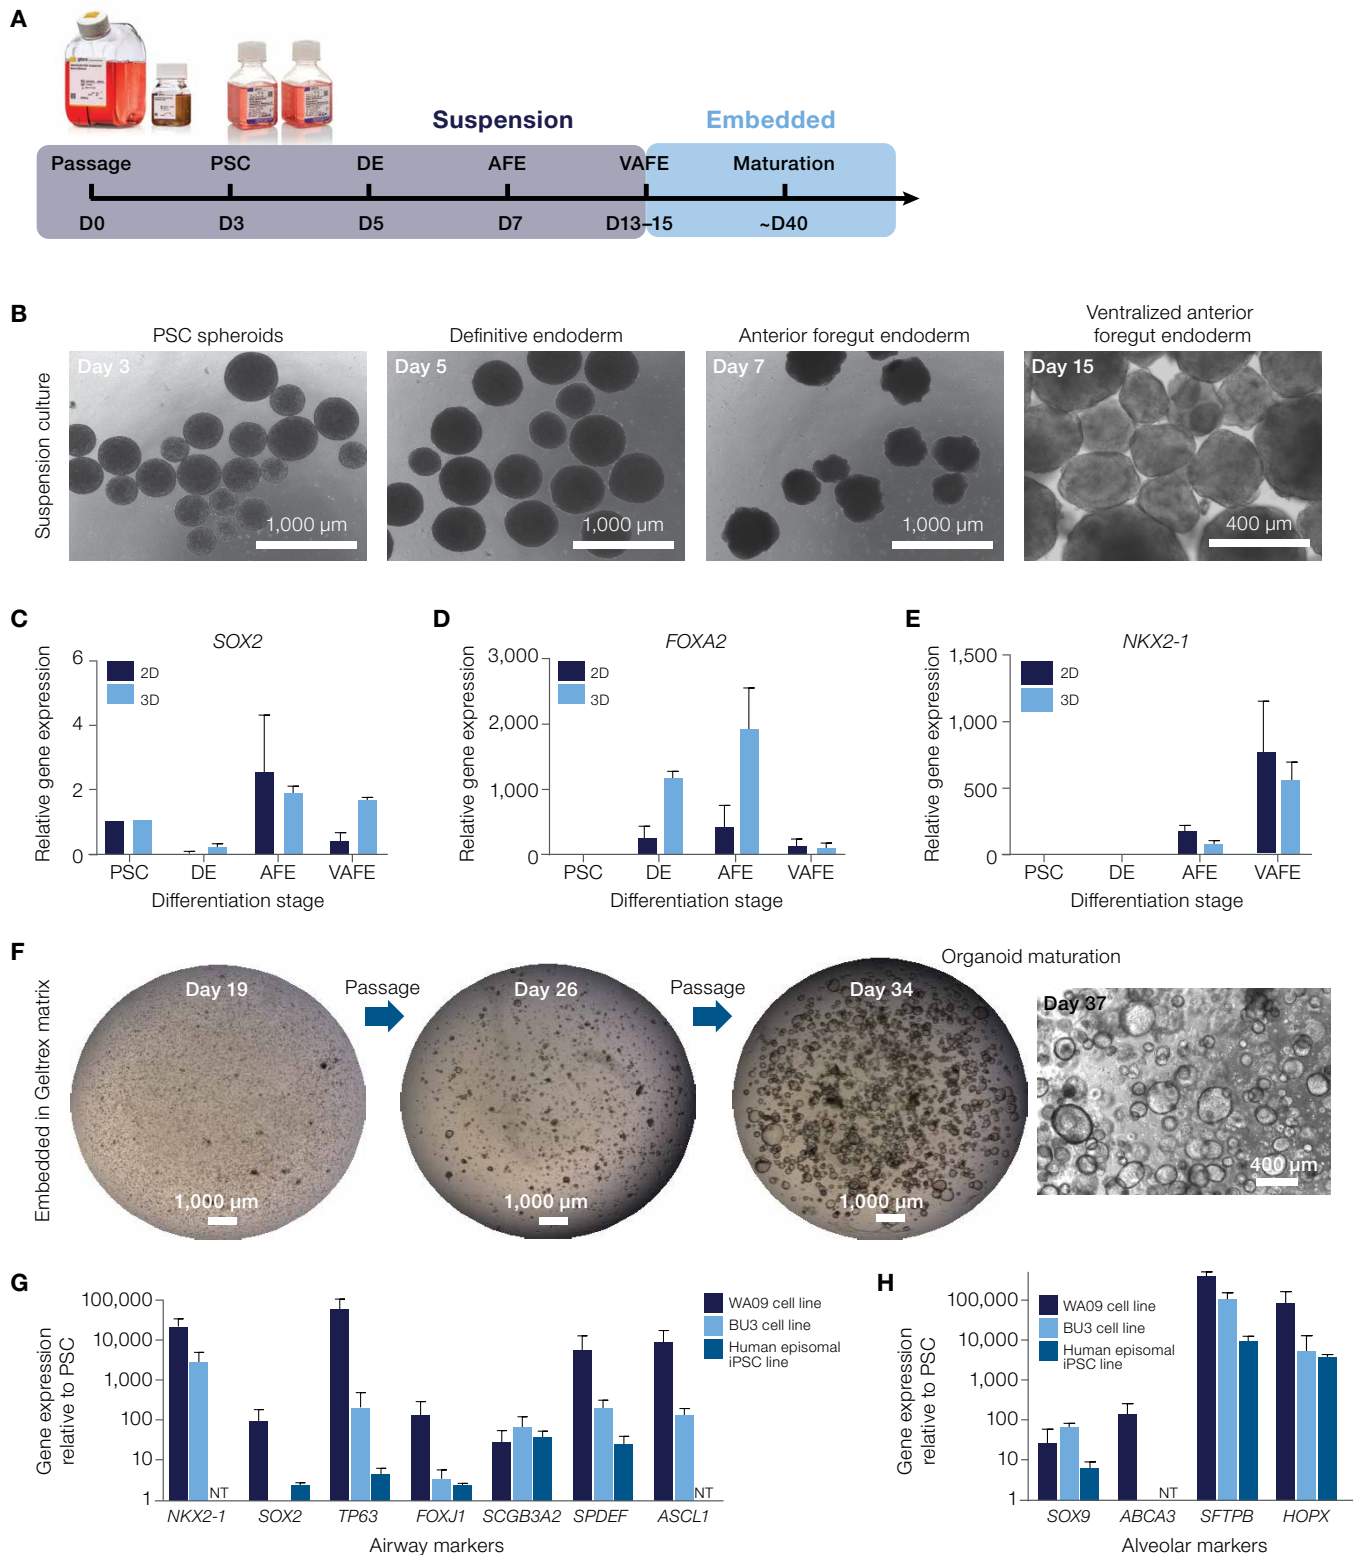 A
Suspension
Embedded
Passage PSC DE AFE VAFE Maturation
D0 D3 D5 D7 D13–15 ~D40
B
PSC spheroids
Definitive endoderm
Anterior foregut endoderm
Ventralized anterior
foregut endoderm
Suspension culture
Day 3
1,000 µm
Day 5
1,000 µm
Day 7
1,000 µm
Day 15
400 µm
C
SOX2
Relative gene expression
6
4
2
0
2D
3D
PSC DE AFE VAFE
Differentiation stage
D
FOXA2
Relative gene expression
3,000
2,000
1,000
0
2D
3D
PSC DE AFE VAFE
Differentiation stage
E
NKX2-1
Relative gene expression
1,500
1,000
500
0
2D
3D
PSC DE AFE VAFE
Differentiation stage
F
Organoid maturation
Embedded in Geltrex matrix
Day 19
1,000 µm
Passage
Day 26
1,000 µm
Passage
Day 34
1,000 µm
Day 37
400 µm
G
Gene expression
relative to PSC
100,000
10,000
1,000
100
10
1
WA09 cell line
BU3 cell line
Human episomal
iPSC line
NT
NT
NKX2-1 SOX2 TP63 FOXJ1 SCGB3A2 SPDEF ASCL1
Airway markers
H
Gene expression
relative to PSC
100,000
10,000
1,000
100
10
1
WA09 cell line
BU3 cell line
Human episomal
iPSC line
NT
SOX9 ABCA3 SFTPB HOPX
Alveolar markers